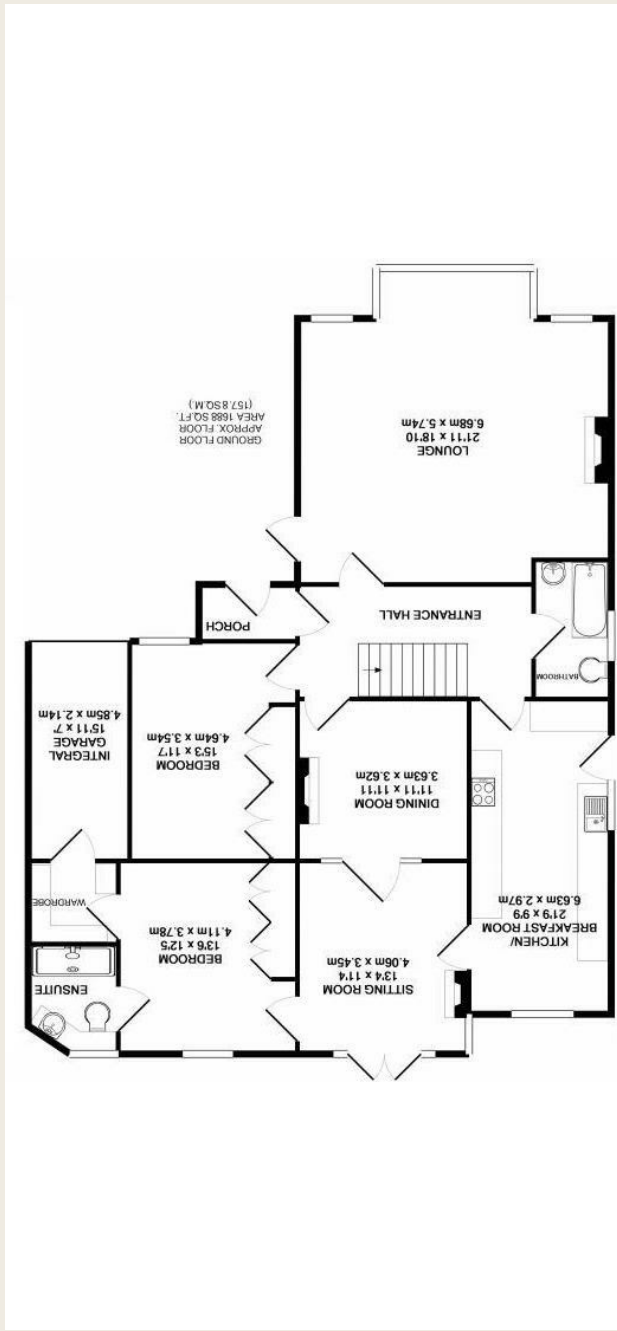 SITTING ROOM
13'4 x 11'4
4.06m x 3.45m
ENSUITE
BEDROOM
13'6 x 12'5
4.11m x 3.78m
KITCHEN/
BREAKFAST ROOM
21'9 x 9'9
6.63m x 2.97m
WARDROBE
DINING ROOM
11'11 x 11'11
3.63m x 3.62m
BEDROOM
15'3 x 11'7
4.64m x 3.54m
INTEGRAL
GARAGE
15'11 x 7'
4.85m x 2.14m
BATHROOM
ENTRANCE HALL
PORCH
LOUNGE
21'11 x 18'10
6.68m x 5.74m
GROUND FLOOR
APPROX. FLOOR
AREA 1688 SQ.FT.
(157.8 SQ.M.)